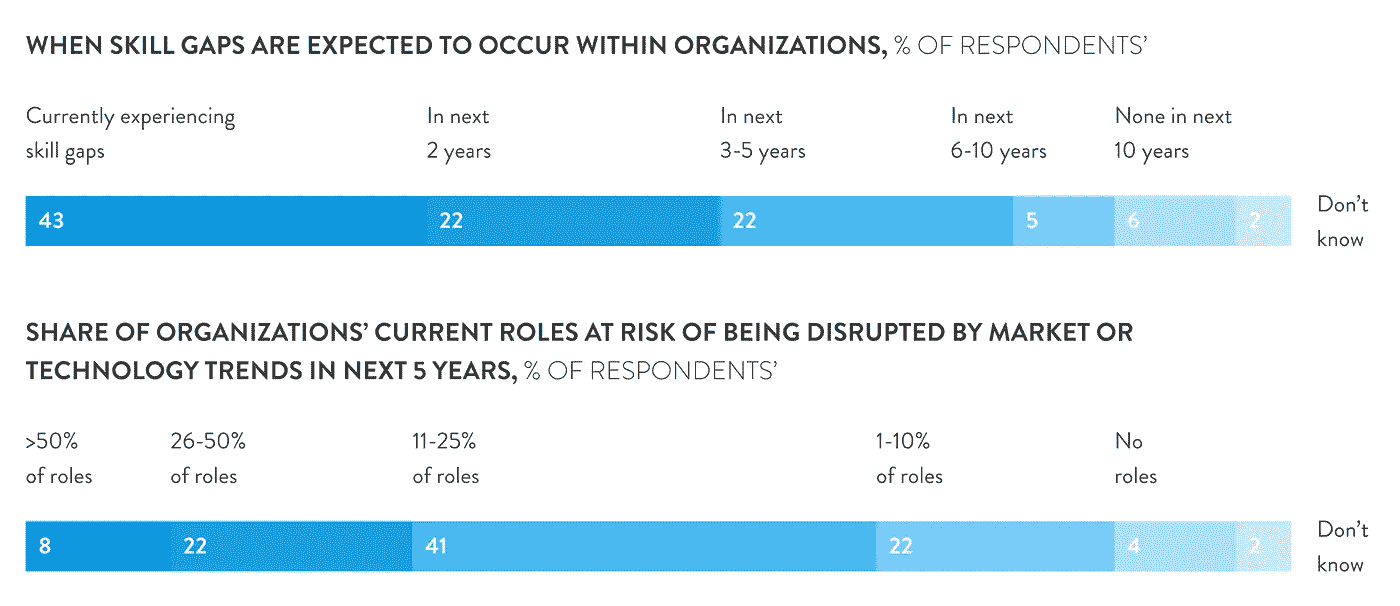 WHEN SKILL GAPS ARE EXPECTED TO OCCUR WITHIN ORGANIZATIONS, % OF RESPONDENTS’
Currently experiencing
skill gaps
In next
2 years
In next
3-5 years
In next
6-10 years
None in next
10 years
43
22
22
5
6
2
Don’t
know
SHARE OF ORGANIZATIONS’ CURRENT ROLES AT RISK OF BEING DISRUPTED BY MARKET OR
TECHNOLOGY TRENDS IN NEXT 5 YEARS, % OF RESPONDENTS’
>50%
of roles
26-50%
of roles
11-25%
of roles
1-10%
of roles
No
roles
8
22
41
22
4
2
Don’t
know